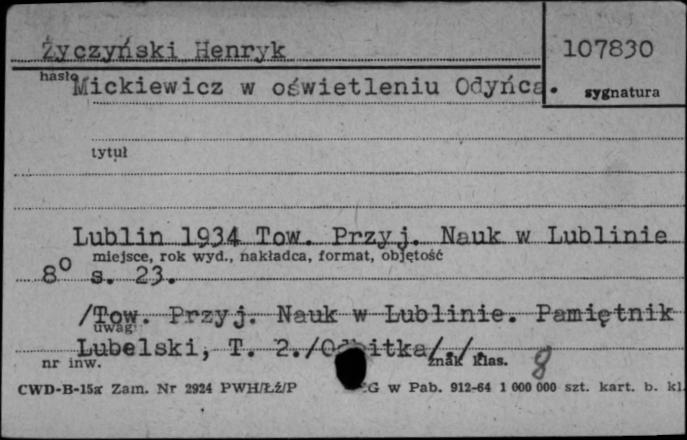 Życzyński Henryk
107830
hasło
Mickiewicz w oświetleniu Odyńca.
sygnatura
tytuł
Lublin 1934 Tow. Przyj. Nauk w Lublinie
miejsce, rok wyd., nakładca, format, objętość
8° s. 23.
/Tow. Przyj. Nauk w Lublinie. Pamiętnik
uwagi
Lubelski, T. 2./Odbitka/.
nr inw.
znak klas.
8
CWD-B-15a Zam. Nr 2924 PWH/Łź/P G w Pab. 912-64 1 000 000 szt. kart. b. kl.